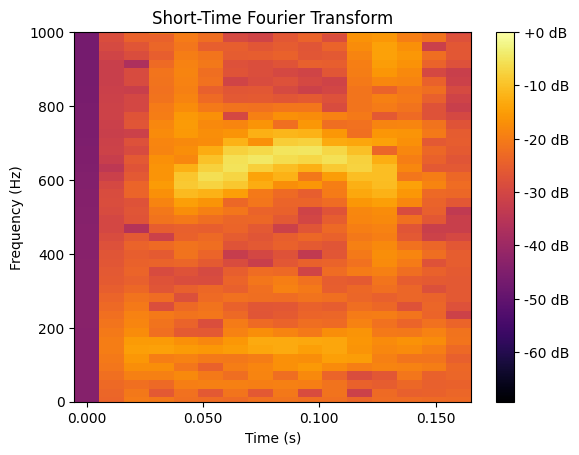 Short-Time Fourier Transform
1000
800
600
400
200
0
Frequency (Hz)
0.000
0.050
0.100
0.150
Time (s)
+0 dB
-10 dB
-20 dB
-30 dB
-40 dB
-50 dB
-60 dB